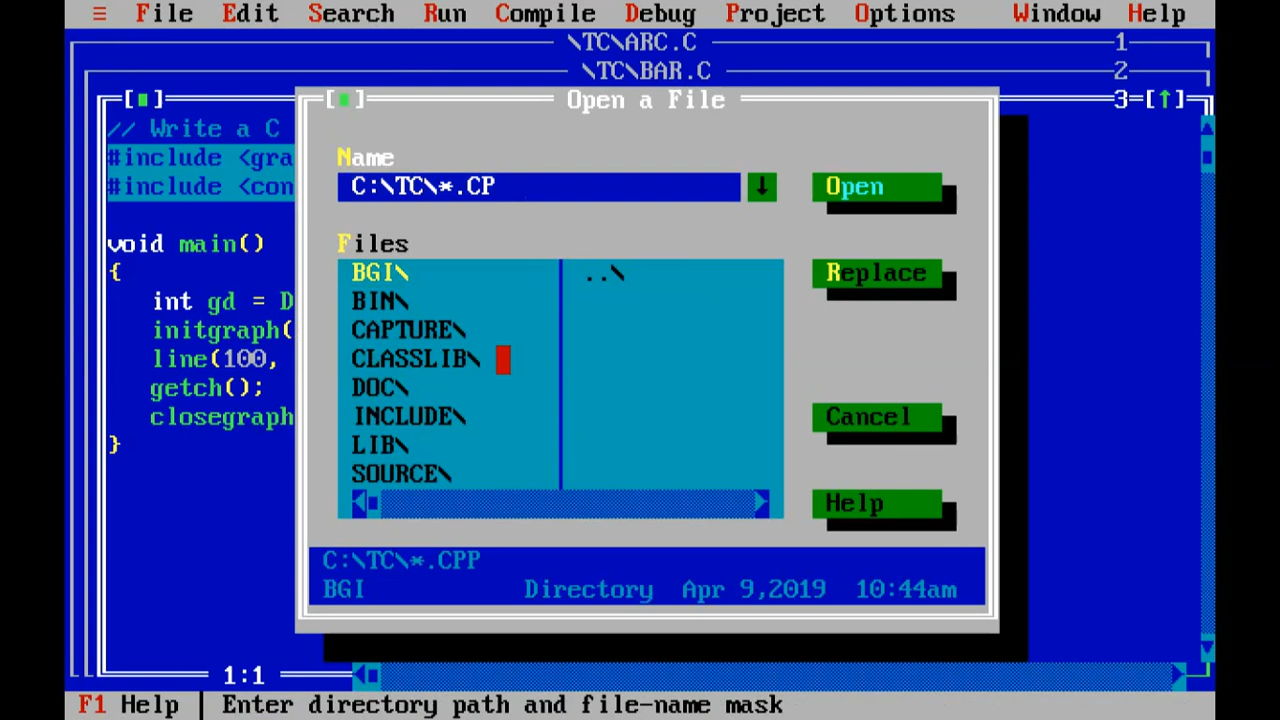 ≡ File Edit Search Run Compile Debug Project Options Window Help
\TC\ARC.C 1
\TC\BAR.C 2
[■] 3=[↑]
// Write a C
#include <gra
#include <con
void main()
{
int gd = D
initgraph(
line(100,
getch();
closegraph
}
1:1
[■] Open a File
Name
C:\TC\*.CP ↓
Open
Files
BGI\ ..\
BIN\
CAPTURE\
CLASSLIB\
DOC\
INCLUDE\
LIB\
SOURCE\
Replace
Cancel
Help
C:\TC\*.CPP
BGI Directory Apr 9,2019 10:44am
F1 Help │ Enter directory path and file-name mask